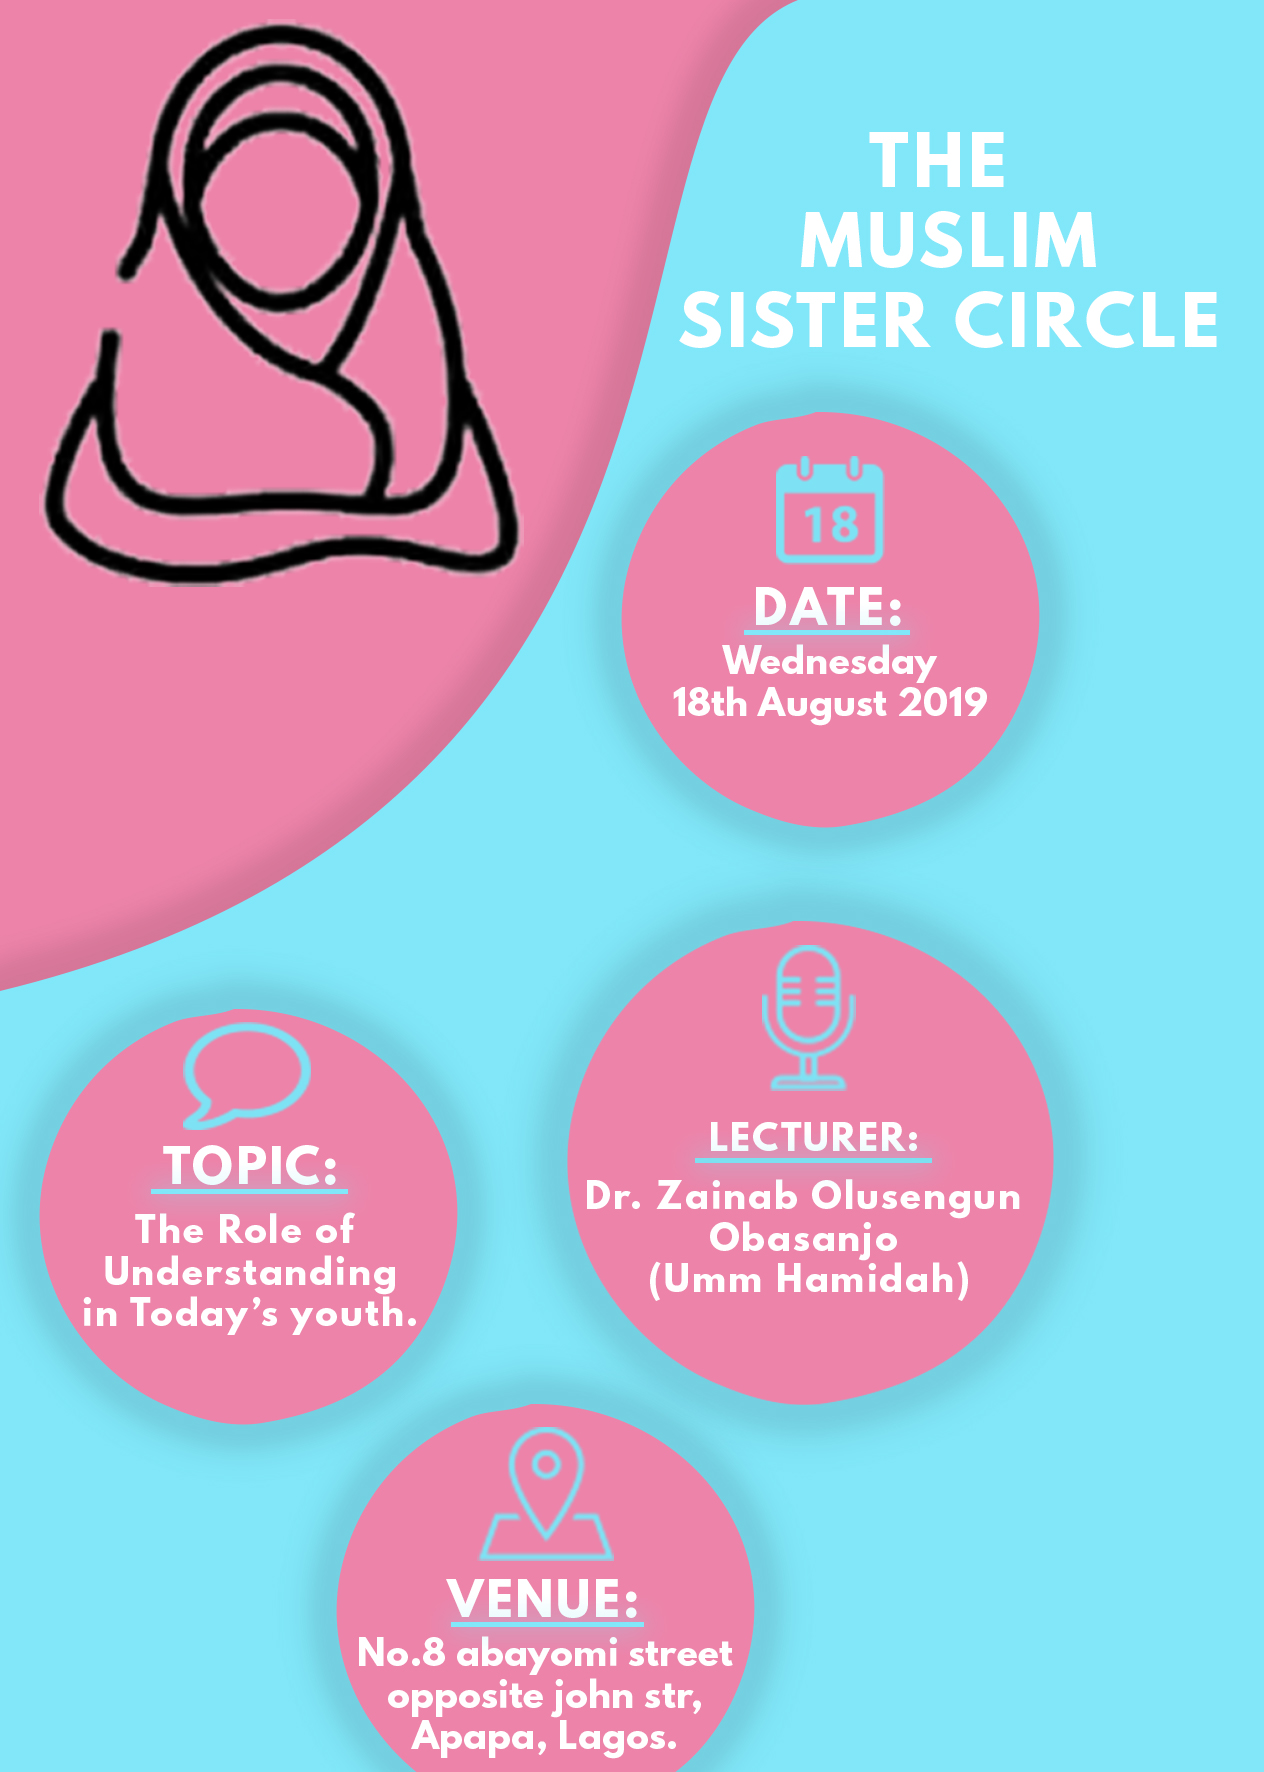 THE
MUSLIM
SISTER CIRCLE
18
DATE:
Wednesday
18th August 2019
LECTURER:
Dr. Zainab Olusengun
Obasanjo
(Umm Hamidah)
TOPIC:
The Role of
Understanding
in Today’s youth.
VENUE:
No.8 abayomi street
opposite john str,
Apapa, Lagos.